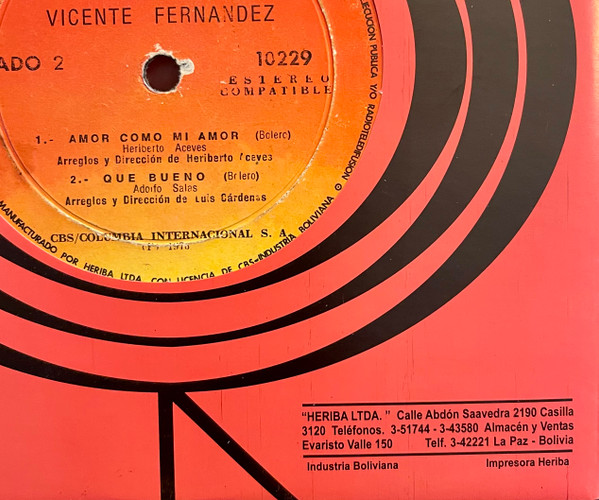 VICENTE FERNANDEZ
ADO 2
10229
ESTEREO
COMPATIBLE
1.- AMOR COMO MI AMOR (Bolero)
Heriberto Aceves
Arreglos y Dirección de Heriberto Aceves
2.- QUE BUENO (Bolero)
Adolfo Salas
Arreglos y Dirección de Luis Cárdenas
CBS/COLUMBIA INTERNACIONAL S. A.
MANUFACTURADO POR HERIBA LTDA. CON LICENCIA DE CBS-INDUSTRIA BOLIVIANA
EJECUCION PUBLICA Y/O RADIOTELEDIFUSION
"HERIBA LTDA. " Calle Abdón Saavedra 2190 Casilla
3120 Teléfonos. 3-51744 - 3-43580 Almacén y Ventas
Evaristo Valle 150 Telf. 3-42221 La Paz - Bolivia
Industria Boliviana Impresora Heriba